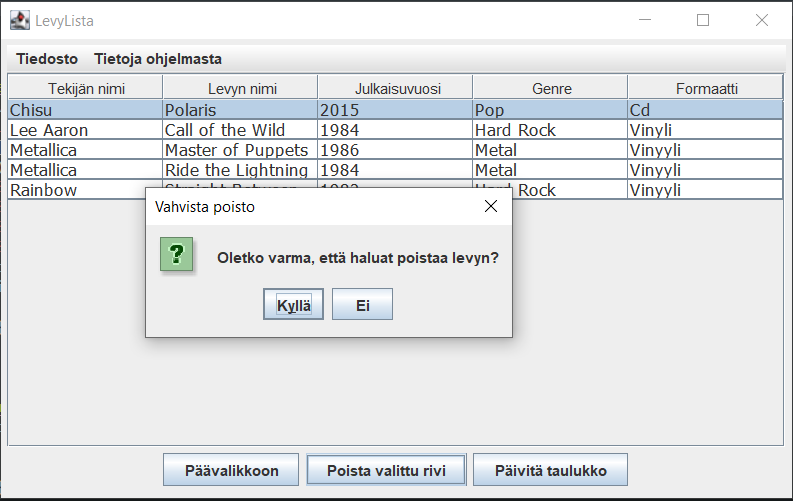 LevyLista
Tiedosto Tietoja ohjelmasta
Tekijän nimi Levyn nimi Julkaisuvuosi Genre Formaatti
Chisu Polaris 2015 Pop Cd
Lee Aaron Call of the Wild 1984 Hard Rock Vinyli
Metallica Master of Puppets 1986 Metal Vinyyli
Metallica Ride the Lightning 1984 Metal Vinyyli
Rainbow Rock Vinyyli
Vahvista poisto
?
Oletko varma, että haluat poistaa levyn?
Kyllä Ei
Päävalikkoon Poista valittu rivi Päivitä taulukko